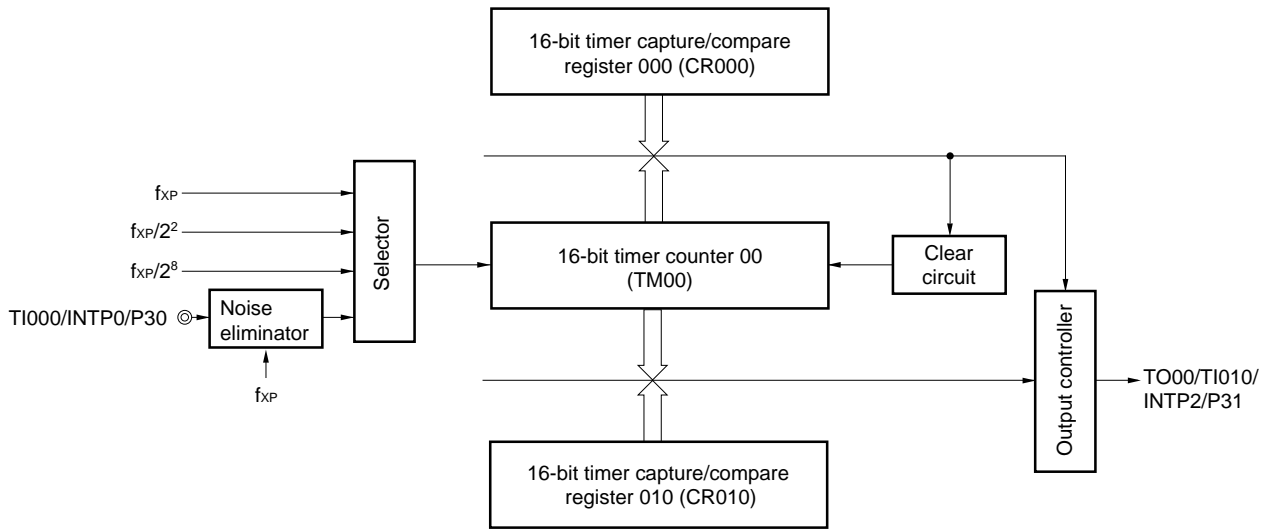 16-bit timer capture/compare
register 000 (CR000)
fXP
fXP/2²
fXP/2⁸
TI000/INTP0/P30
Noise
eliminator
fXP
Selector
16-bit timer counter 00
(TM00)
Clear
circuit
Output controller
TO00/TI010/
INTP2/P31
16-bit timer capture/compare
register 010 (CR010)